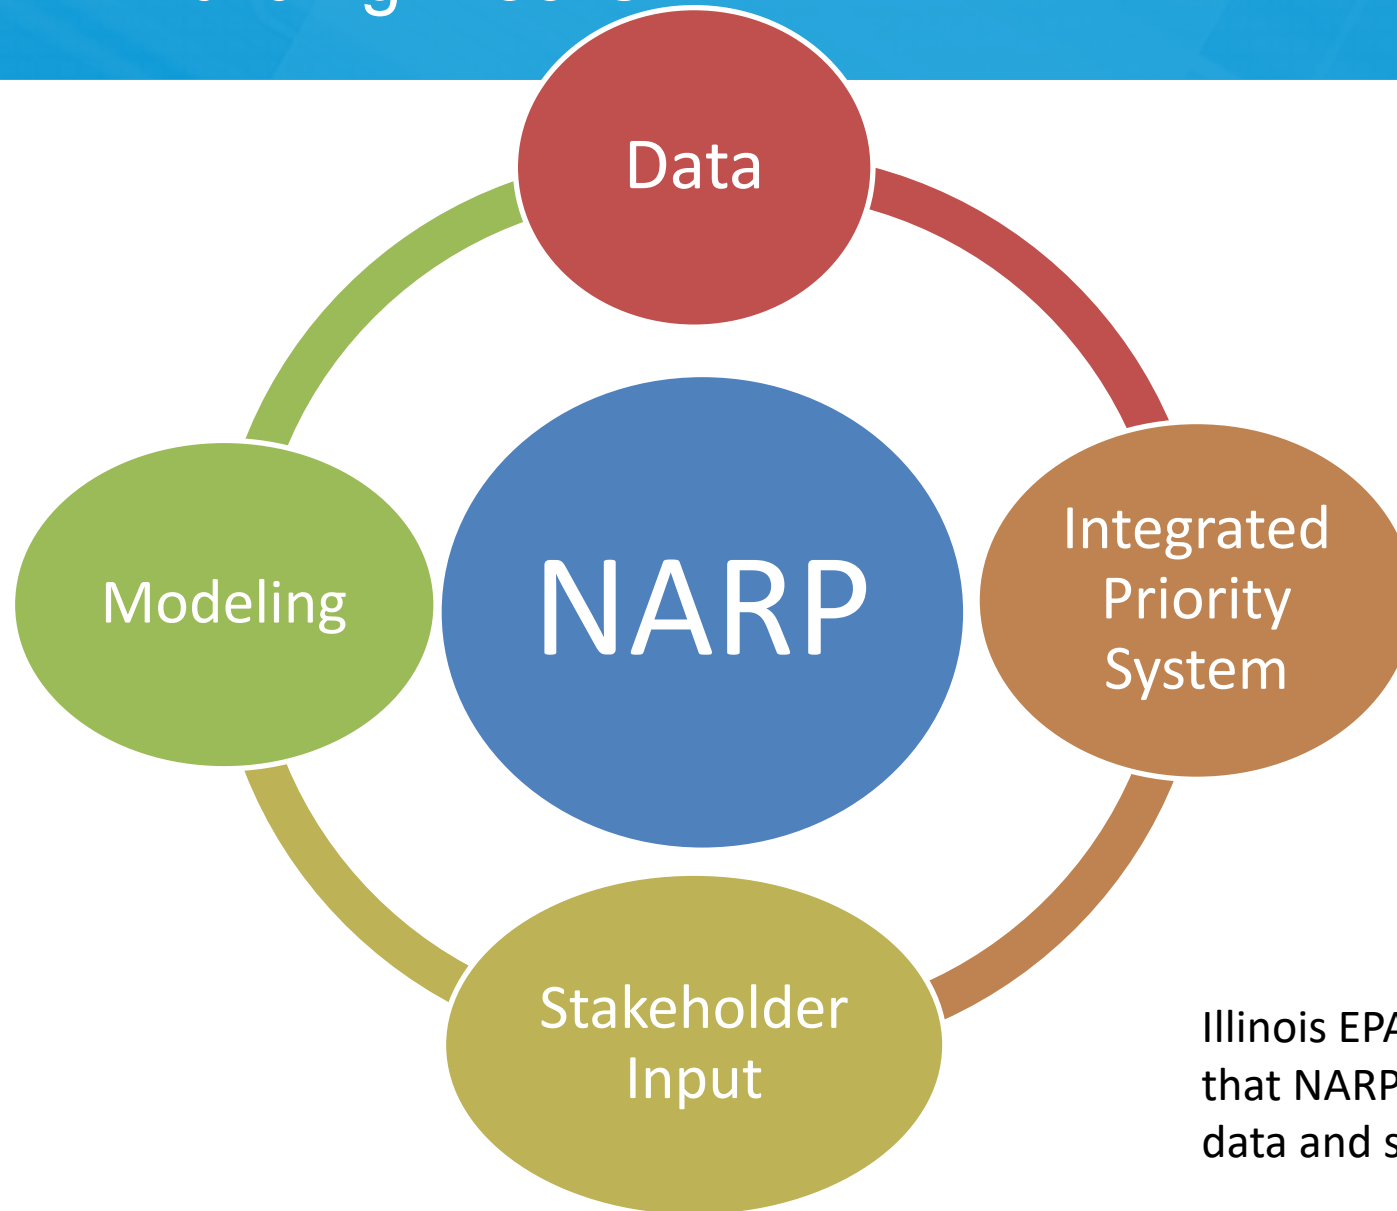 Data
Integrated
Priority
System
NARP
Modeling
Stakeholder
Input
Illinois EPA
that NARP
data and s